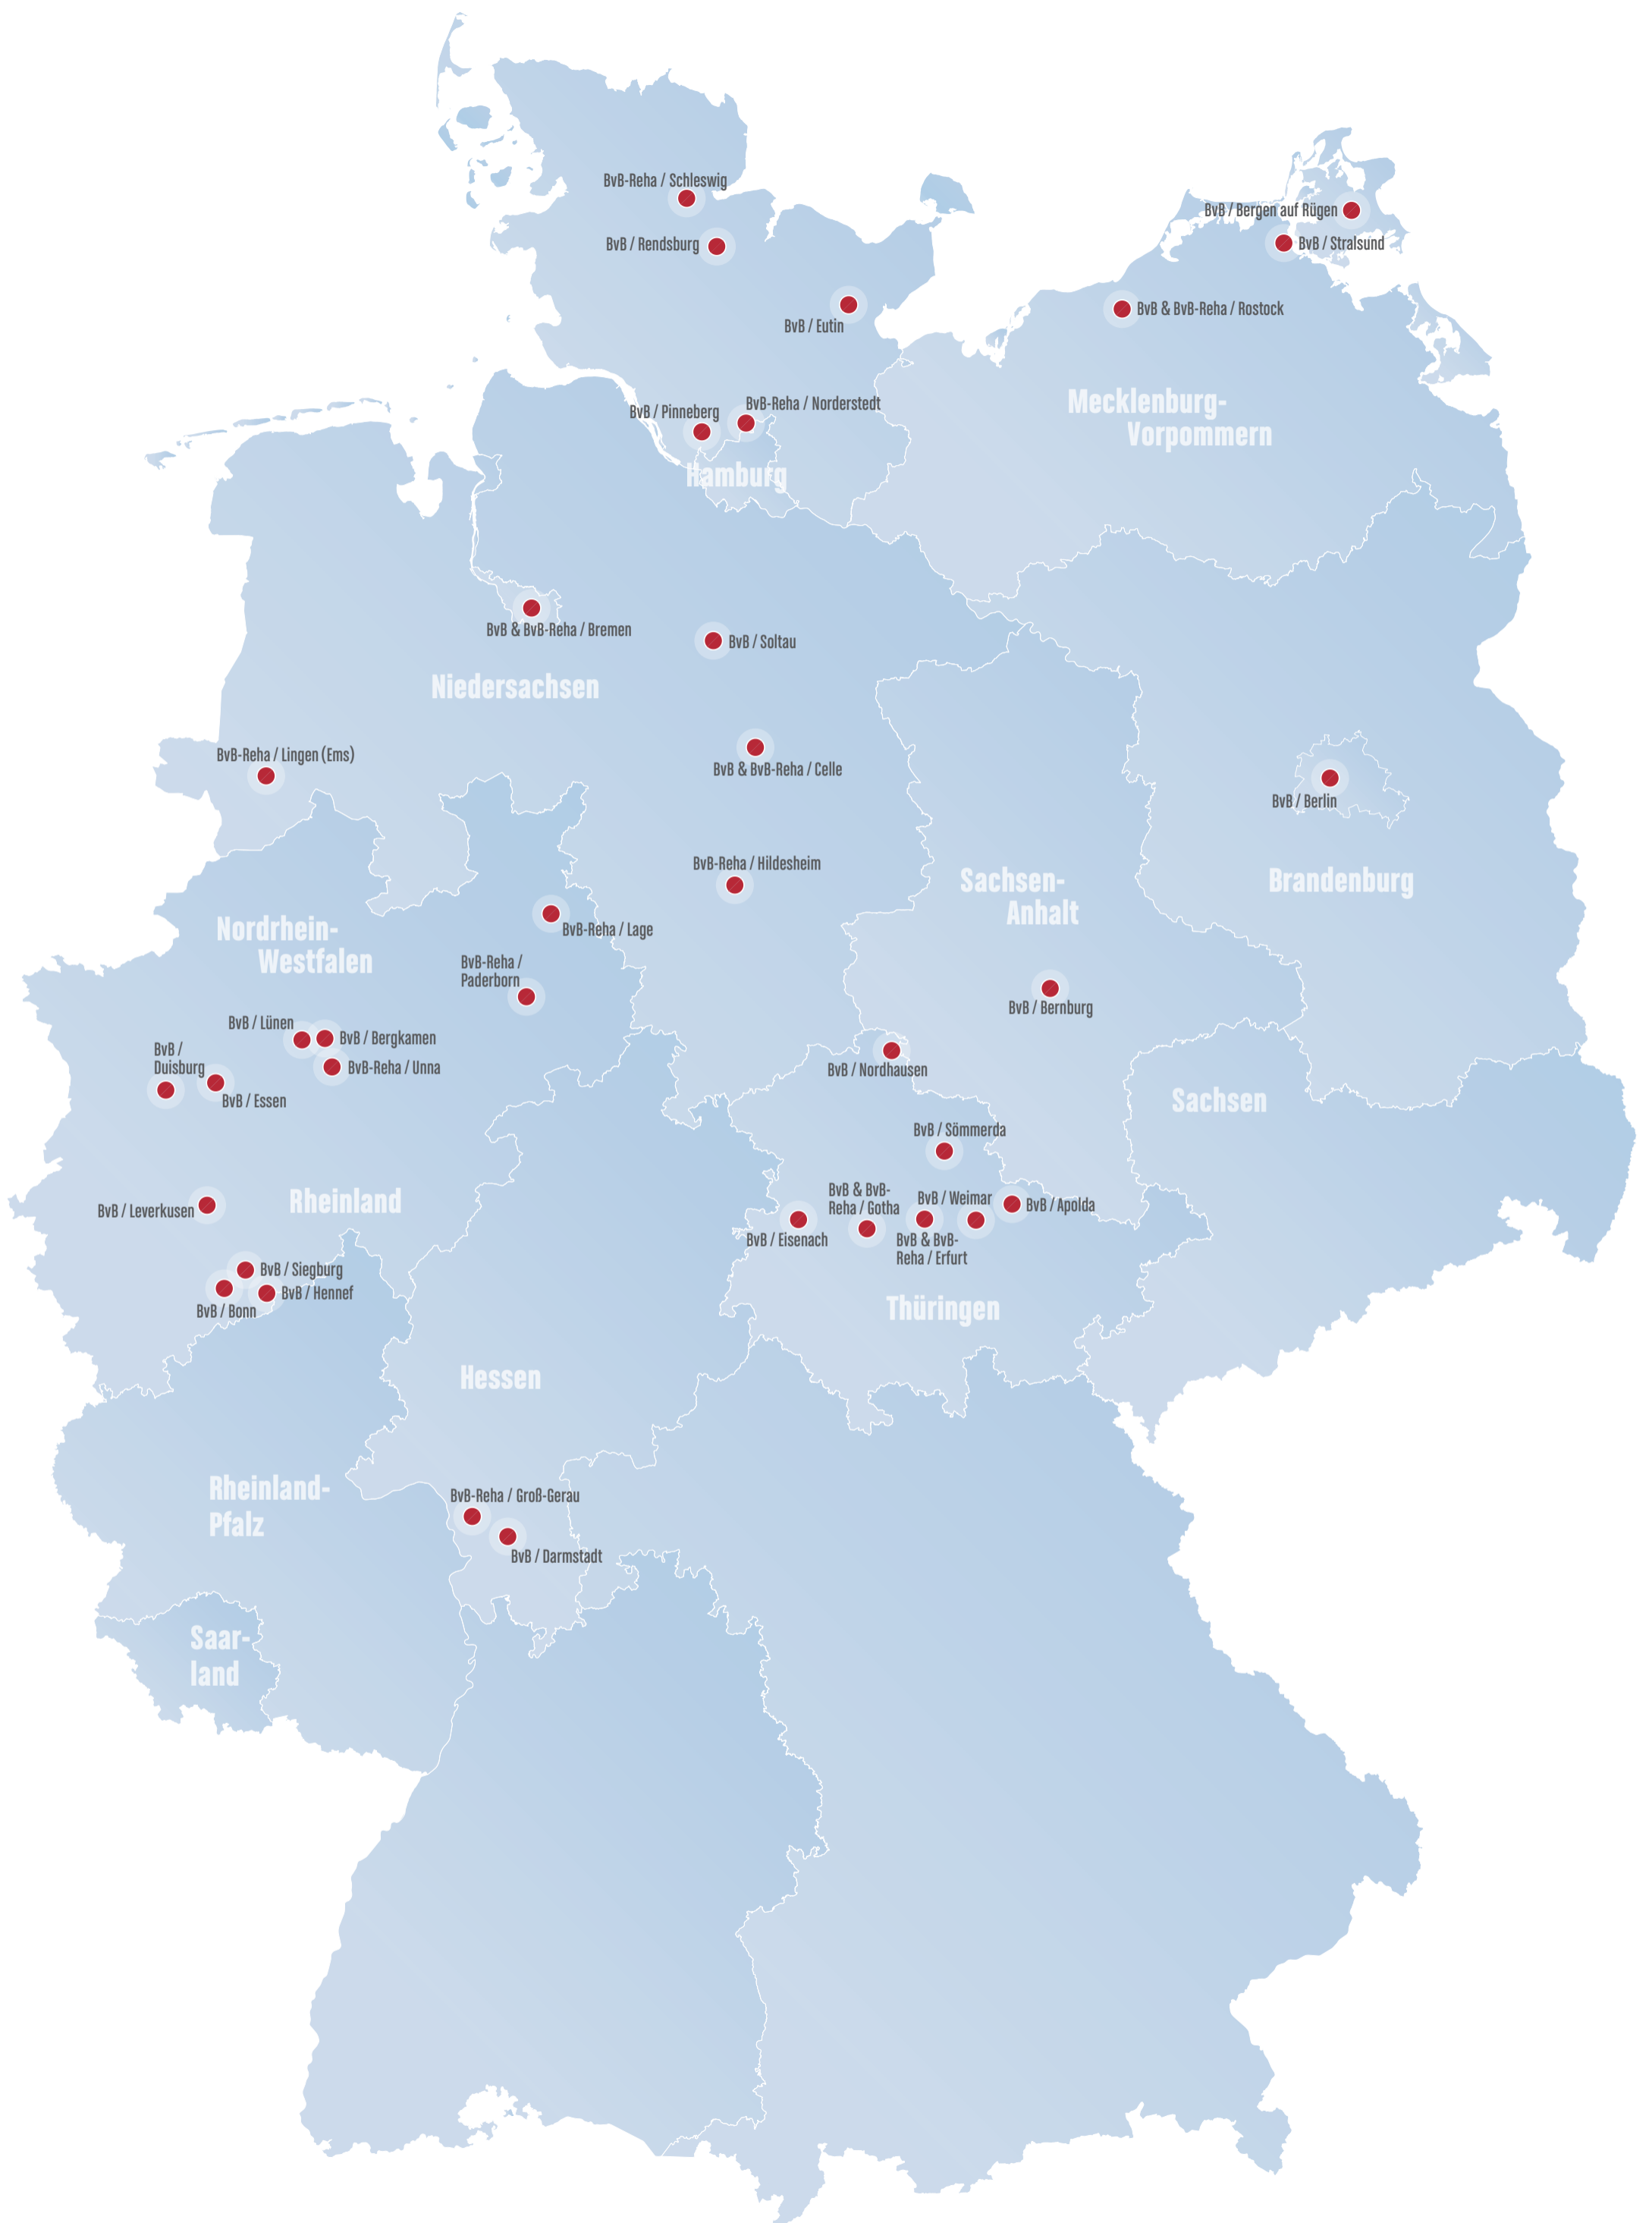 BvB-Reha / Schleswig
BvB / Bergen auf Rügen
BvB / Rendsburg
BvB / Stralsund
BvB & BvB-Reha / Rostock
BvB / Eutin
Mecklenburg-
Vorpommern
BvB-Reha / Norderstedt
BvB / Pinneberg
Hamburg
BvB & BvB-Reha / Bremen
BvB / Soltau
Niedersachsen
BvB-Reha / Lingen (Ems)
BvB & BvB-Reha / Celle
BvB / Berlin
BvB-Reha / Hildesheim
Sachsen-
Anhalt
Brandenburg
Nordrhein-
Westfalen
BvB-Reha / Lage
BvB-Reha /
Paderborn
BvB / Bernburg
BvB / Lünen
BvB / Bergkamen
BvB /
Duisburg
BvB-Reha / Unna
BvB / Nordhausen
BvB / Essen
Sachsen
BvB / Sömmerda
Rheinland
BvB / Leverkusen
BvB & BvB-
Reha / Gotha
BvB / Weimar
BvB / Apolda
BvB / Eisenach
BvB & BvB-
Reha / Erfurt
BvB / Siegburg
BvB / Hennef
BvB / Bonn
Thüringen
Hessen
Rheinland-
Pfalz
BvB-Reha / Groß-Gerau
BvB / Darmstadt
Saar-
land